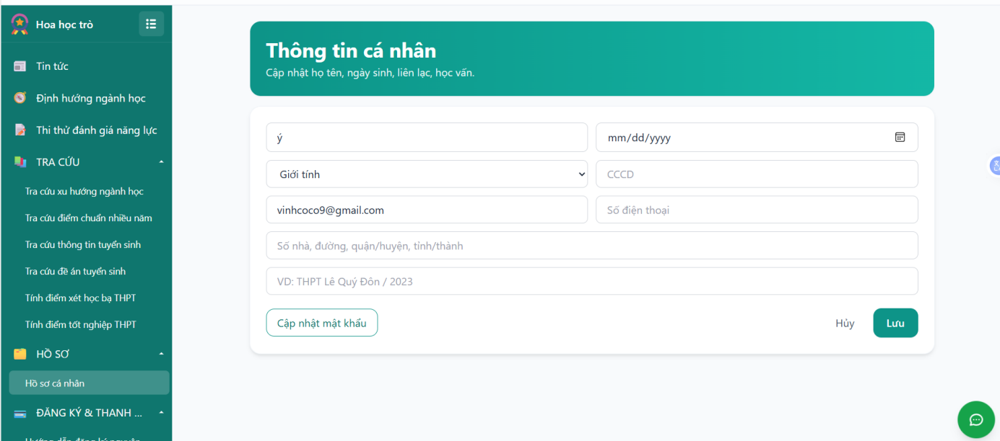 Hoa học trò
Tin tức
Định hướng ngành học
Thi thử đánh giá năng lực
TRA CỨU
Tra cứu xu hướng ngành học
Tra cứu điểm chuẩn nhiều năm
Tra cứu thông tin tuyển sinh
Tra cứu đề án tuyển sinh
Tính điểm xét học bạ THPT
Tính điểm tốt nghiệp THPT
HỒ SƠ
Hồ sơ cá nhân
ĐĂNG KÝ & THANH ...
Hướng dẫn đăng ký nguyện
Thông tin cá nhân
Cập nhật họ tên, ngày sinh, liên lạc, học vấn.
ý
mm/dd/yyyy
Giới tính
CCCD
vinhcoco9@gmail.com
Số điện thoại
Số nhà, đường, quận/huyện, tỉnh/thành
VD: THPT Lê Quý Đôn / 2023
Cập nhật mật khẩu
Hủy
Lưu